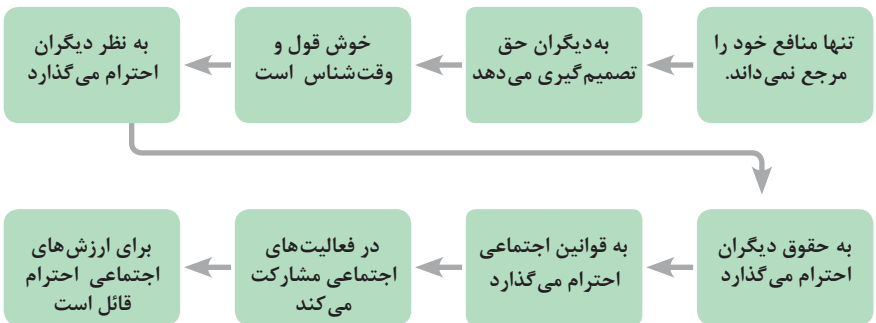 تنها منافع خود را
مرجع نمی‌داند.
به‌دیگران حق
تصمیم‌گیری می‌دهد
خوش قول و
وقت‌شناس است
به نظر دیگران
احترام می‌گذارد
به حقوق دیگران
احترام می‌گذارد
به قوانین اجتماعی
احترام می‌گذارد
در فعالیت‌های
اجتماعی مشارکت
می‌کند
برای ارزش‌های
اجتماعی احترام
قائل است